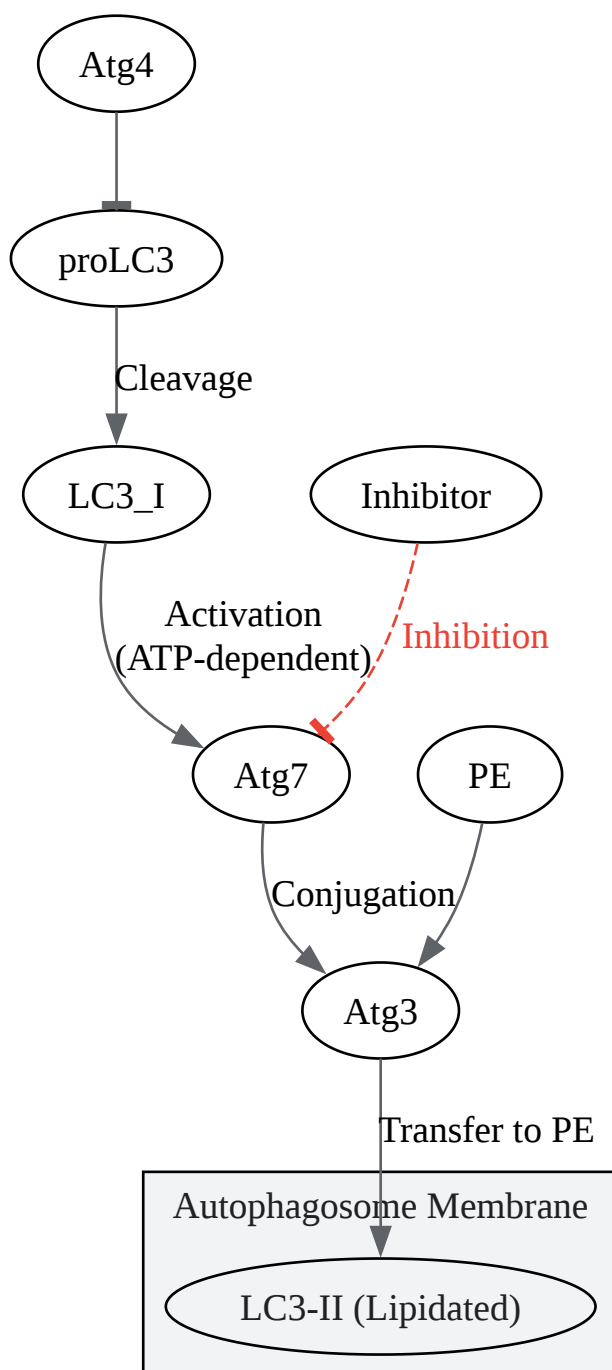 Atg4
proLC3
Cleavage
LC3_I
Inhibitor
Activation
(ATP-dependent)
Inhibition
Atg7
PE
Conjugation
Atg3
Transfer to PE
Autophagosome Membrane
LC3-II (Lipidated)